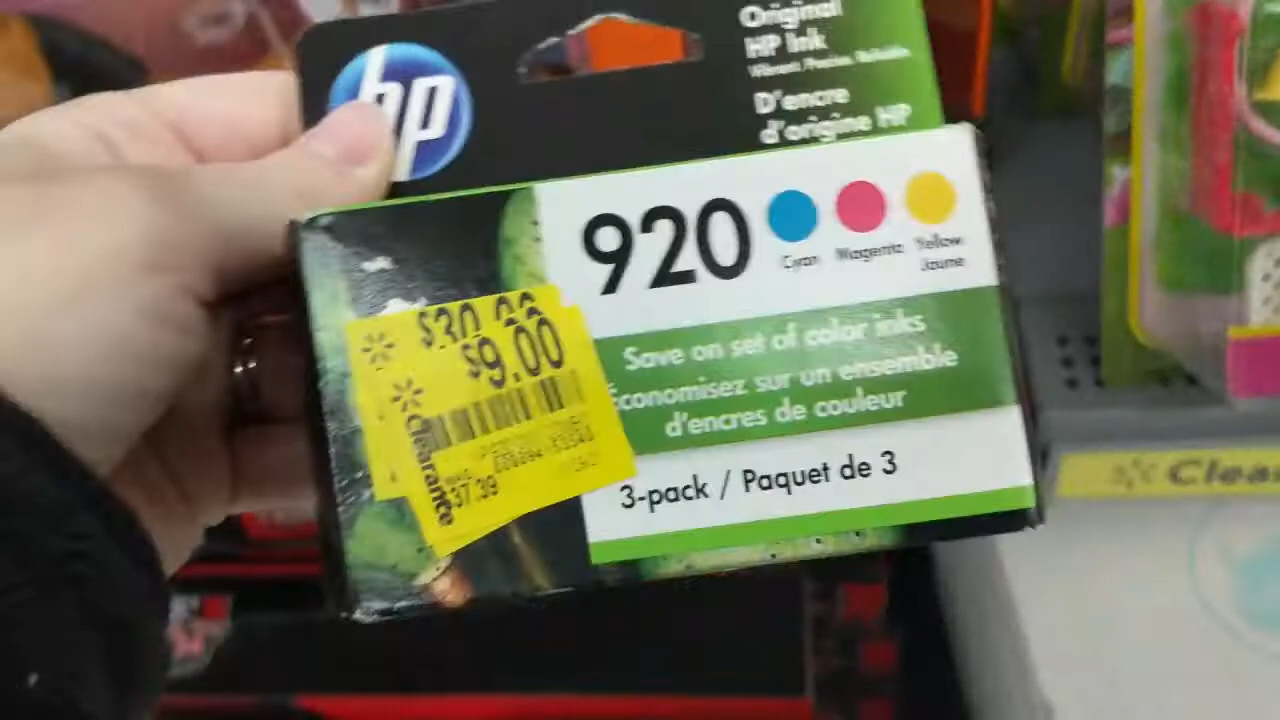 hp
Original
HP Ink
D'encre
d'origine HP
920
Cyan
Magenta
Yellow
Jaune
Save on set of color inks
Économisez sur un ensemble
d'encres de couleur
3-pack / Paquet de 3
$30.00
$9.00
Clearance
37.39
Clea